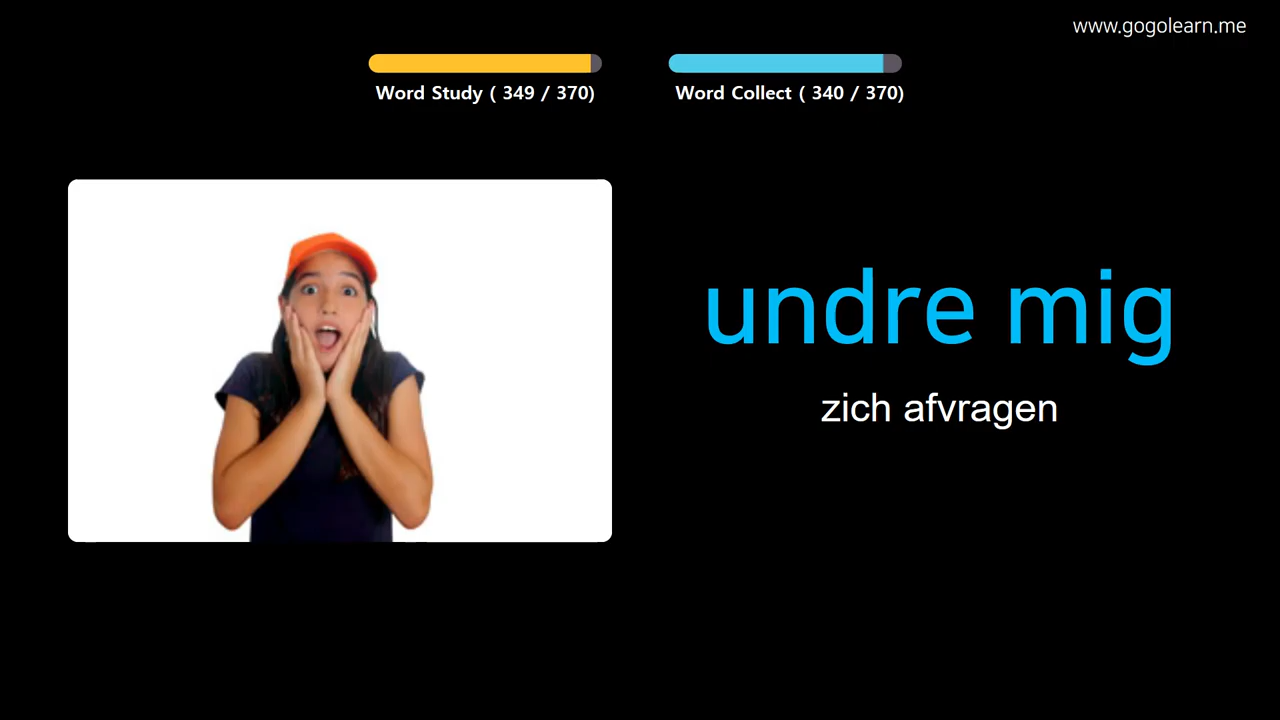 www.gogolearn.me
Word Study ( 349 / 370)
Word Collect ( 340 / 370)
undre mig
zich afvragen